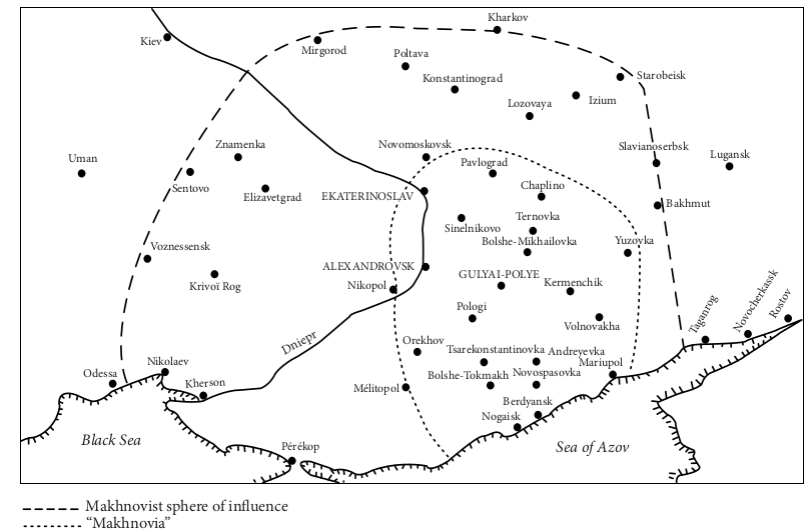 Kharkov
Kiev
Mirgorod
Poltava
Konstantinograd
Starobeisk
Lozovaya
Izium
Znamenka
Novomoskovsk
Slavianoserbsk
Lugansk
Uman
Pavlograd
Sentovo
Elizavetgrad
EKATERINOSLAV
Chaplino
Bakhmut
Ternovka
Sinelnikovo
Bolshe-Mikhaïlovka
Yuzovka
Voznessensk
ALEXANDROVSK
GULYAI-POLYE
Krivoï Rog
Nikopol
Kermenchik
Pologi
Volnovakha
Taganrog
Novocherkassk
Rostov
Dniepr
Orekhov
Tsarekonstantinovka
Andreyevka
Nikolaev
Odessa
Kherson
Mélitopol
Bolshe-Tokmakh
Novospasovka
Mariupol
Berdyansk
Nogaisk
Black Sea
Pérékop
Sea of Azov
Makhnovist sphere of influence
“Makhnovia”